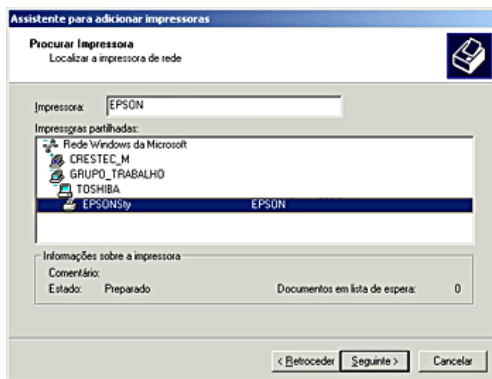 Assistente para adicionar impressoras
Procurar Impressora
Localizar a impressora de rede
Impressora: EPSON
Impressoras partilhadas:
Rede Windows da Microsoft
CRESTEC_M
GRUPO_TRABALHO
TOSHIBA
EPSONSty EPSON
Informações sobre a impressora
Comentário:
Estado: Preparado Documentos em lista de espera: 0
< Retroceder Seguinte > Cancelar